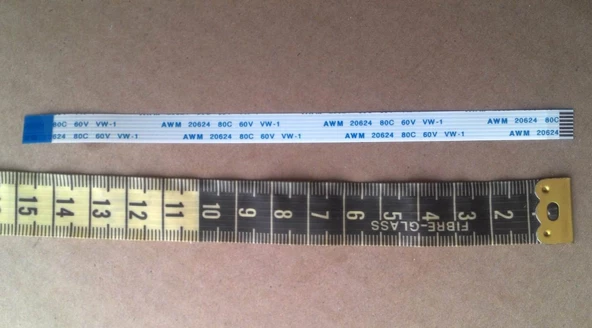 80C 60V VW-1 AWM 20624 80C 60V VW-1 AWM 20624 80C 60V VW-1 AWM 20624 80C
624 80C 60V VW-1 AWM 20624 80C 60V VW-1 AWM 20624 80C 60V VW-1 AWM 20624
15 14 13 12 11 10 9 8 7 6 5 4 3 2
FIBRE-GLASS